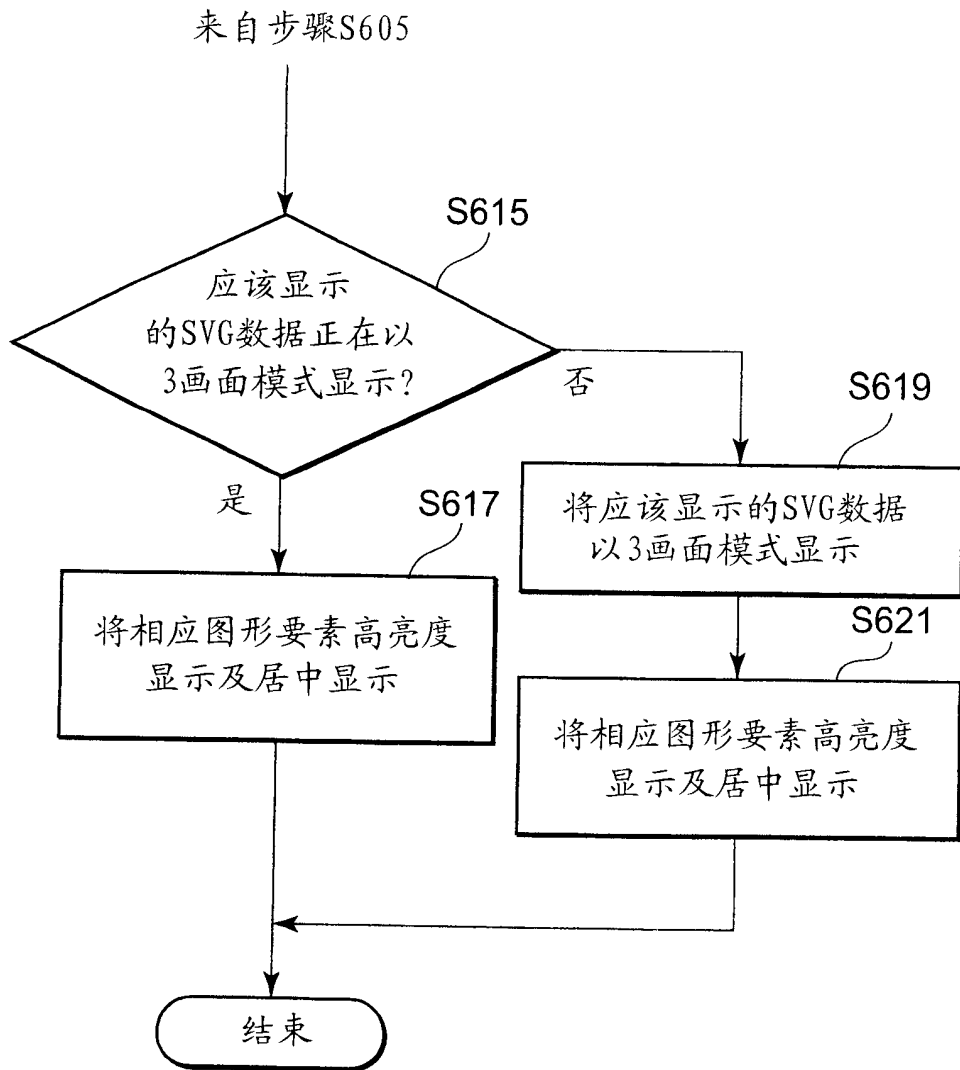 来自步骤S605
S615
应该显示
的SVG数据正在以
3画面模式显示?
否
是
S619
将应该显示的SVG数据
以3画面模式显示
S617
将相应图形要素高亮度
显示及居中显示
S621
将相应图形要素高亮度
显示及居中显示
结束